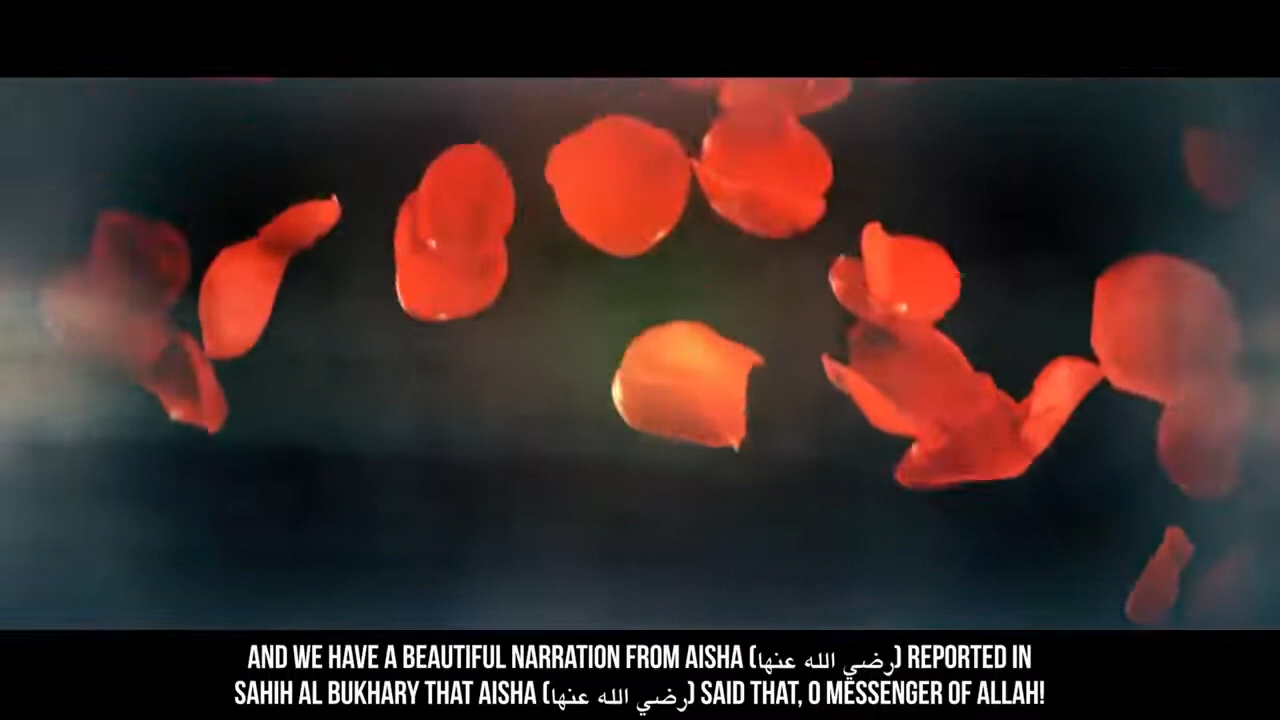 AND WE HAVE A BEAUTIFUL NARRATION FROM AISHA (رضي الله عنها) REPORTED IN
SAHIH AL BUKHARY THAT AISHA (رضي الله عنها) SAID THAT, O MESSENGER OF ALLAH!